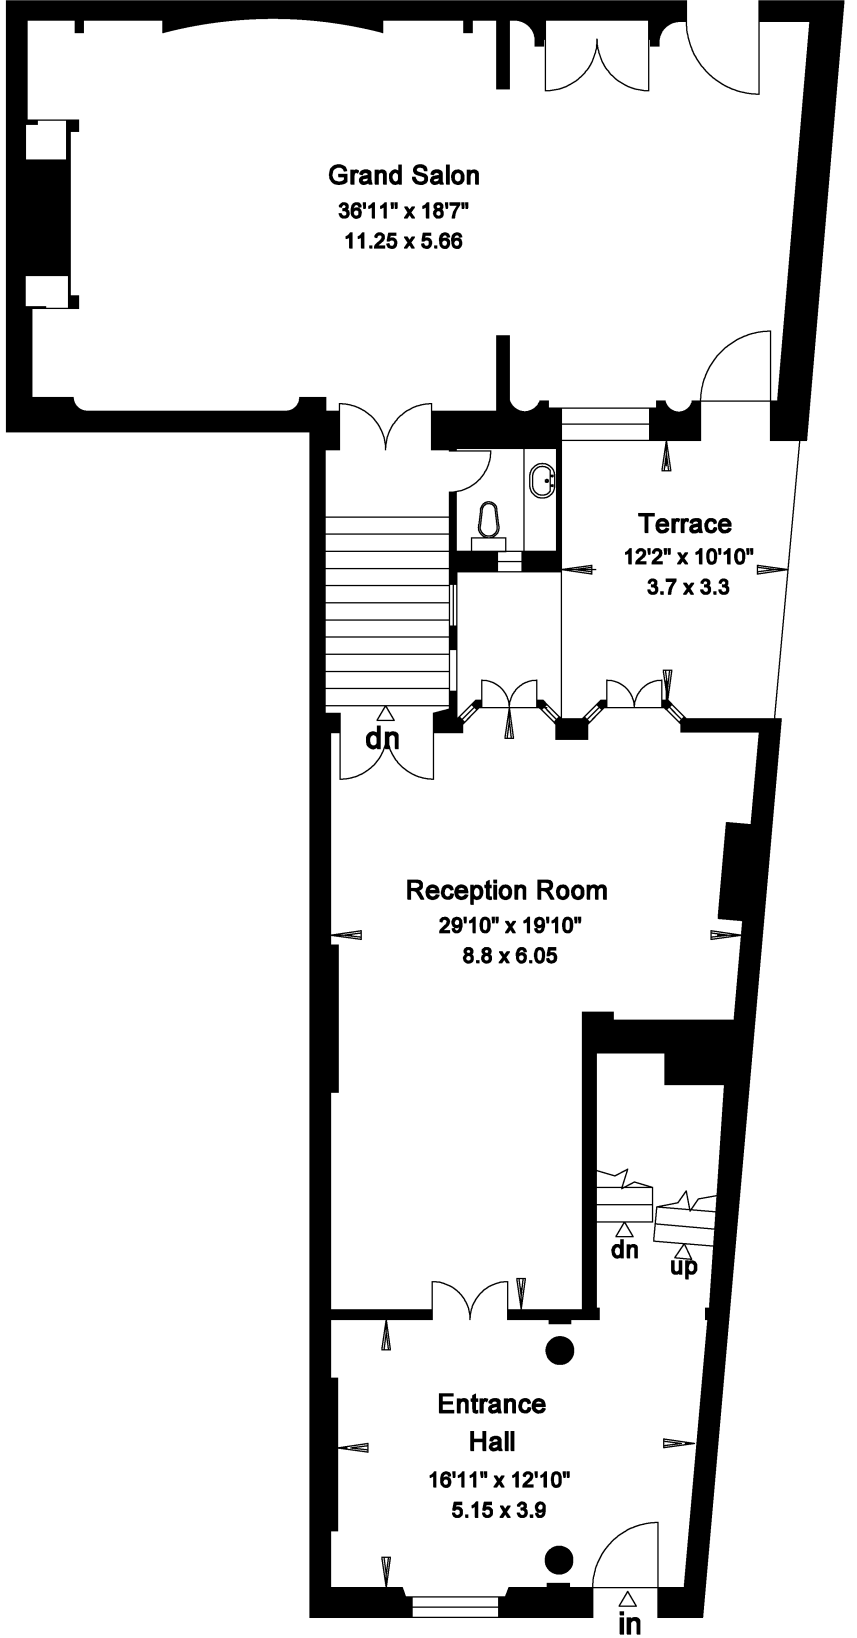 Grand Salon
36'11" x 18'7"
11.25 x 5.66
Terrace
12'2" x 10'10"
3.7 x 3.3
dn
Reception Room
29'10" x 19'10"
8.8 x 6.05
dn
up
Entrance
Hall
16'11" x 12'10"
5.15 x 3.9
in